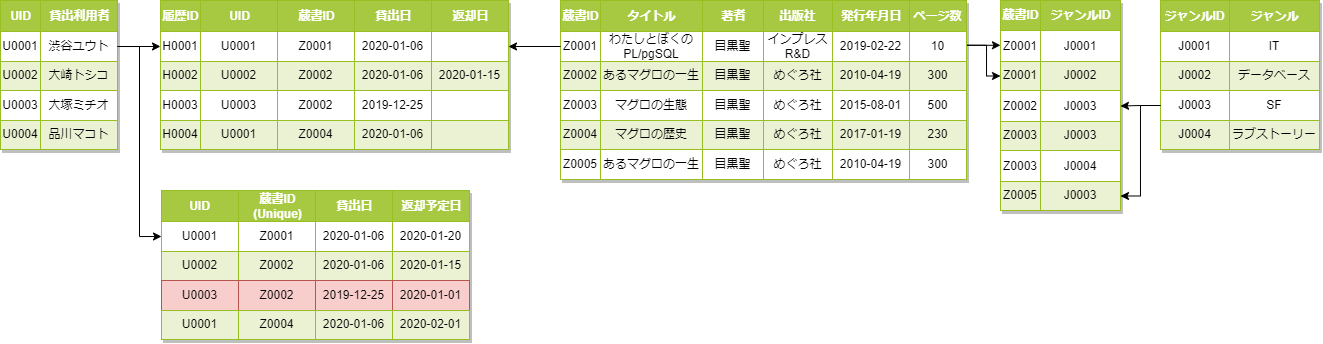 UID 貸出利用者
U0001 渋谷ユウト
U0002 大崎トシコ
U0003 大塚ミチオ
U0004 品川マコト
履歴ID UID 蔵書ID 貸出日 返却日
H0001 U0001 Z0001 2020-01-06
H0002 U0002 Z0002 2020-01-06 2020-01-15
H0003 U0003 Z0002 2019-12-25
H0004 U0001 Z0004 2020-01-06
蔵書ID タイトル 著者 出版社 発行年月日 ページ数
Z0001 わたしとぼくの PL/pgSQL 目黒聖 インプレス R&D 2019-02-22 10
Z0002 あるマグロの一生 目黒聖 めぐろ社 2010-04-19 300
Z0003 マグロの生態 目黒聖 めぐろ社 2015-08-01 500
Z0004 マグロの歴史 目黒聖 めぐろ社 2017-01-19 230
Z0005 あるマグロの一生 目黒聖 めぐろ社 2010-04-19 300
蔵書ID ジャンルID
Z0001 J0001
Z0001 J0002
Z0002 J0003
Z0003 J0003
Z0003 J0004
Z0005 J0003
ジャンルID ジャンル
J0001 IT
J0002 データベース
J0003 SF
J0004 ラブストーリー
UID 蔵書ID (Unique) 貸出日 返却予定日
U0001 Z0001 2020-01-06 2020-01-20
U0002 Z0002 2020-01-06 2020-01-15
U0003 Z0002 2019-12-25 2020-01-01
U0001 Z0004 2020-01-06 2020-02-01